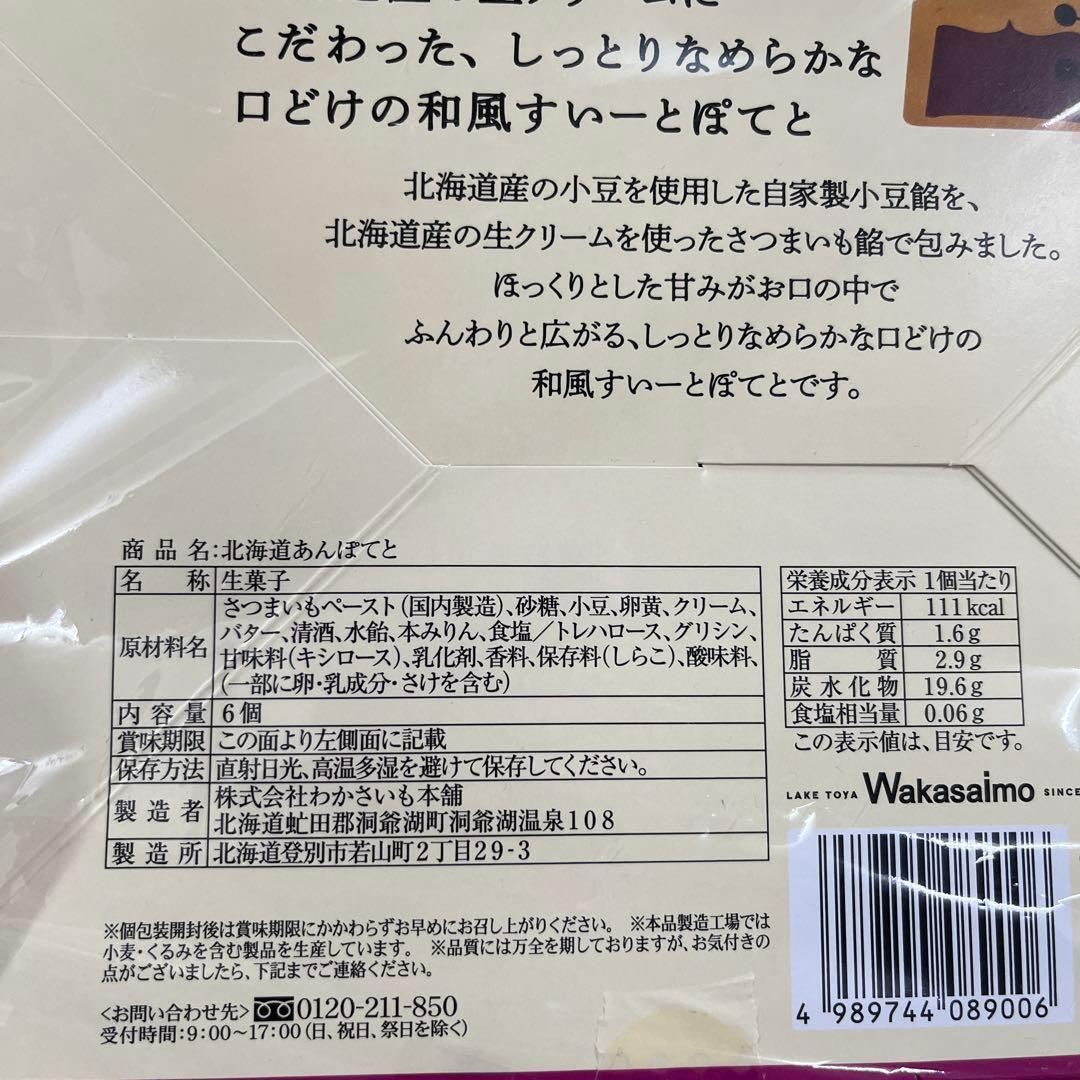 こだわった、しっとりなめらかな
口どけの和風すいーとぽてと
北海道産の小豆を使用した自家製小豆餡を、
北海道産の生クリームを使ったさつまいも餡で包みました。
ほっくりとした甘みがお口の中で
ふんわりと広がる、しっとりなめらかな口どけの
和風すいーとぽてとです。
商品名:北海道あんぽてと
名称 生菓子
原材料名 さつまいもペースト(国内製造)、砂糖、小豆、卵黄、クリーム、
バター、清酒、水飴、本みりん、食塩/トレハロース、グリシン、
甘味料(キシロース)、乳化剤、香料、保存料(しらこ)、酸味料、
(一部に卵・乳成分・さけを含む)
内容量 6個
賞味期限 この面より左側面に記載
保存方法 直射日光、高温多湿を避けて保存してください。
製造者 株式会社わかさいも本舗
北海道虻田郡洞爺湖町洞爺湖温泉108
製造所 北海道登別市若山町2丁目29-3
栄養成分表示 1個当たり
エネルギー 111kcal
たんぱく質 1.6g
脂質 2.9g
炭水化物 19.6g
食塩相当量 0.06g
この表示値は、目安です。
LAKE TOYA Wakasaimo SINCE
4 989744 089006
※個包装開封後は賞味期限にかかわらずお早めにお召し上がりください。 ※本品製造工場では
小麦・くるみを含む製品を生産しています。 ※品質には万全を期しておりますが、お気付きの
点がございましたら、下記までご連絡ください。
<お問い合わせ先> 0120-211-850
受付時間:9:00~17:00(日、祝日、祭日を除く)